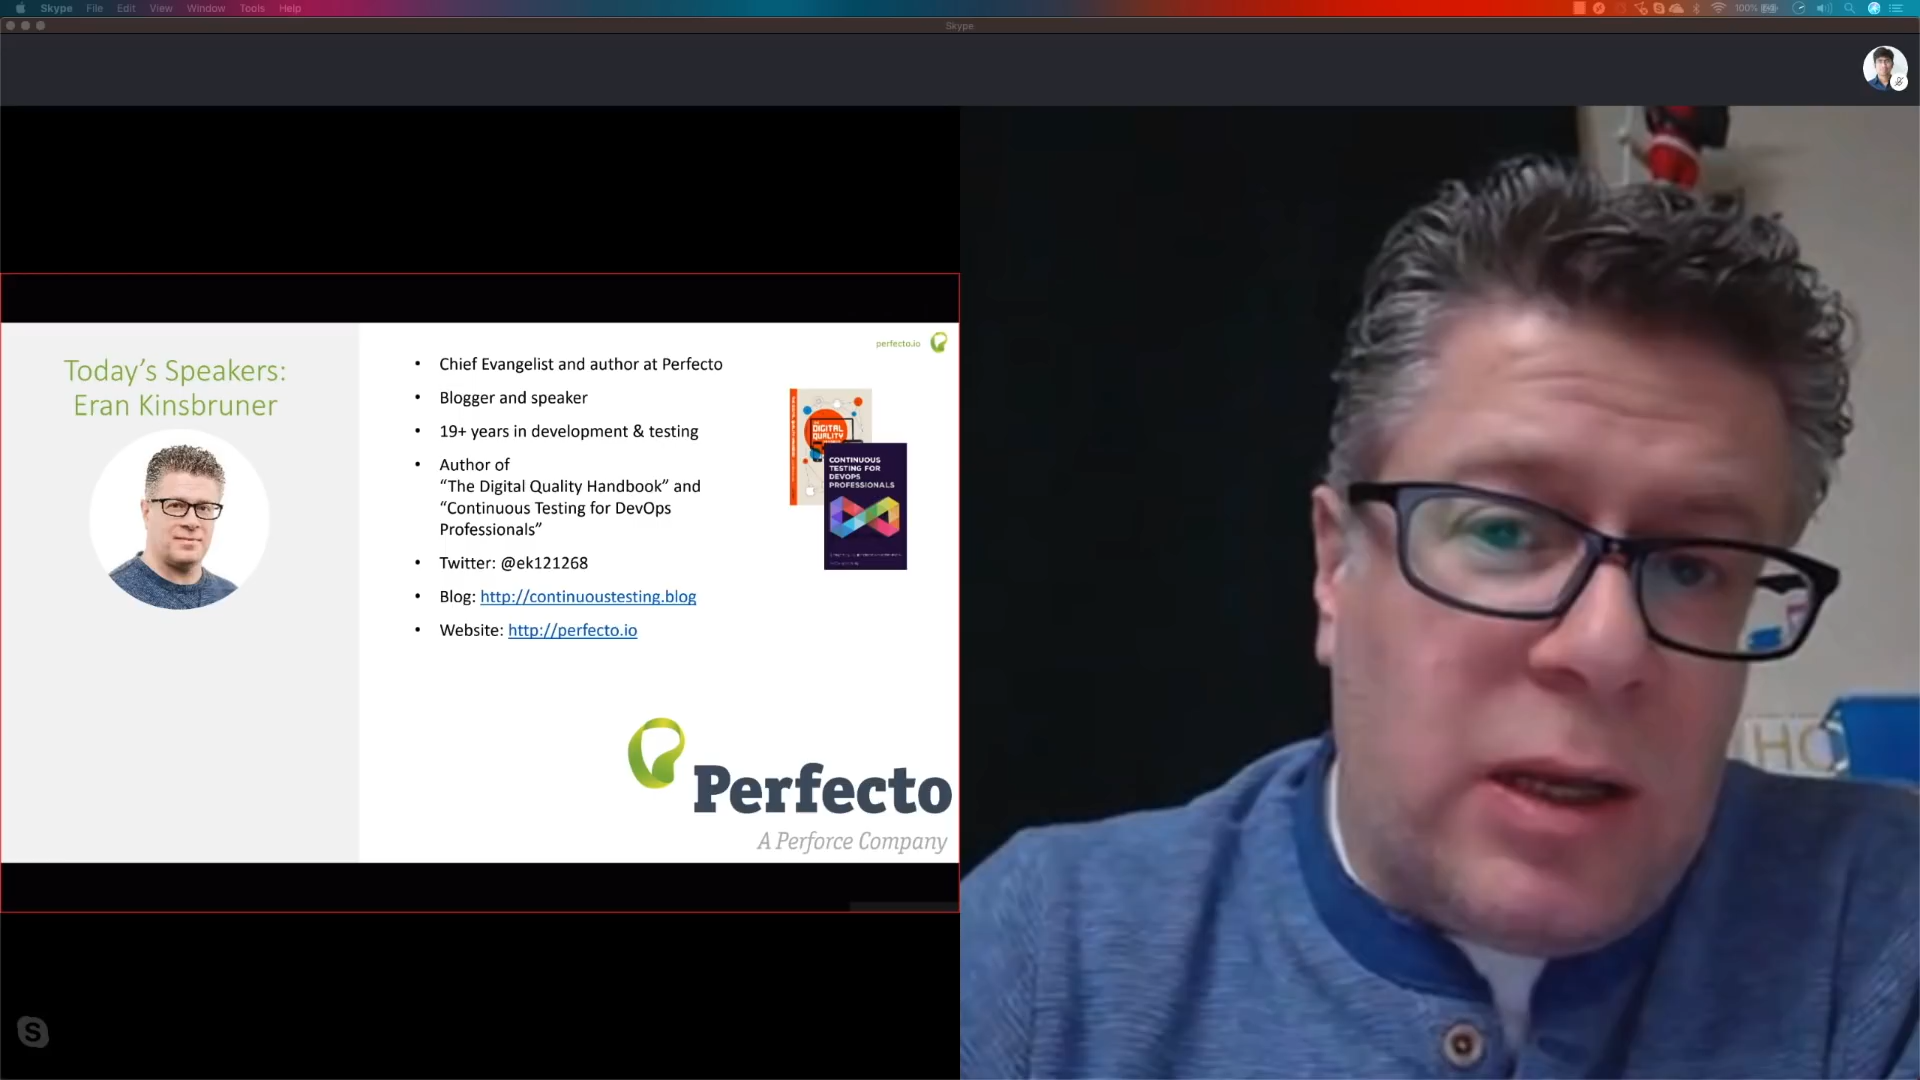 Skype File Edit View Window Tools Help
100%
Skype
perfecto.io
Today's Speakers:
Eran Kinsbruner
• Chief Evangelist and author at Perfecto
• Blogger and speaker
• 19+ years in development & testing
• Author of
“The Digital Quality Handbook” and
“Continuous Testing for DevOps
Professionals”
• Twitter: @ek121268
• Blog: http://continuoustesting.blog
• Website: http://perfecto.io
DIGITAL
QUALITY
CONTINUOUS
TESTING FOR
DEVOPS
PROFESSIONALS
Perfecto
A Perforce Company
S
HO